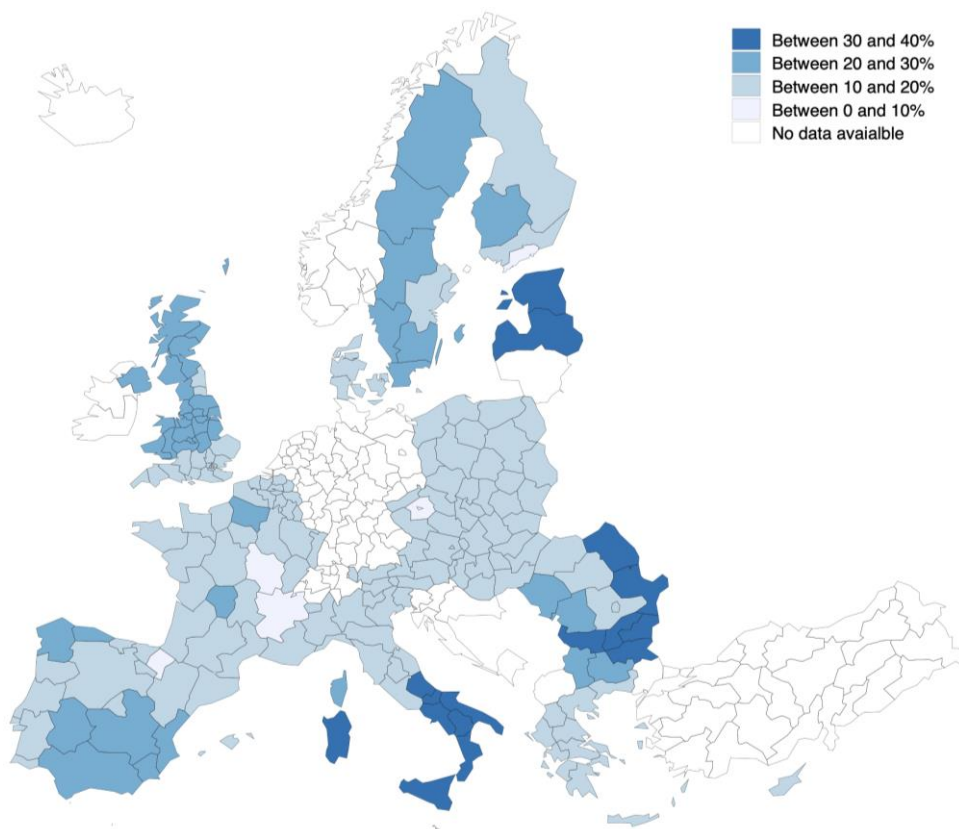 Between 30 and 40%
Between 20 and 30%
Between 10 and 20%
Between 0 and 10%
No data avaialble